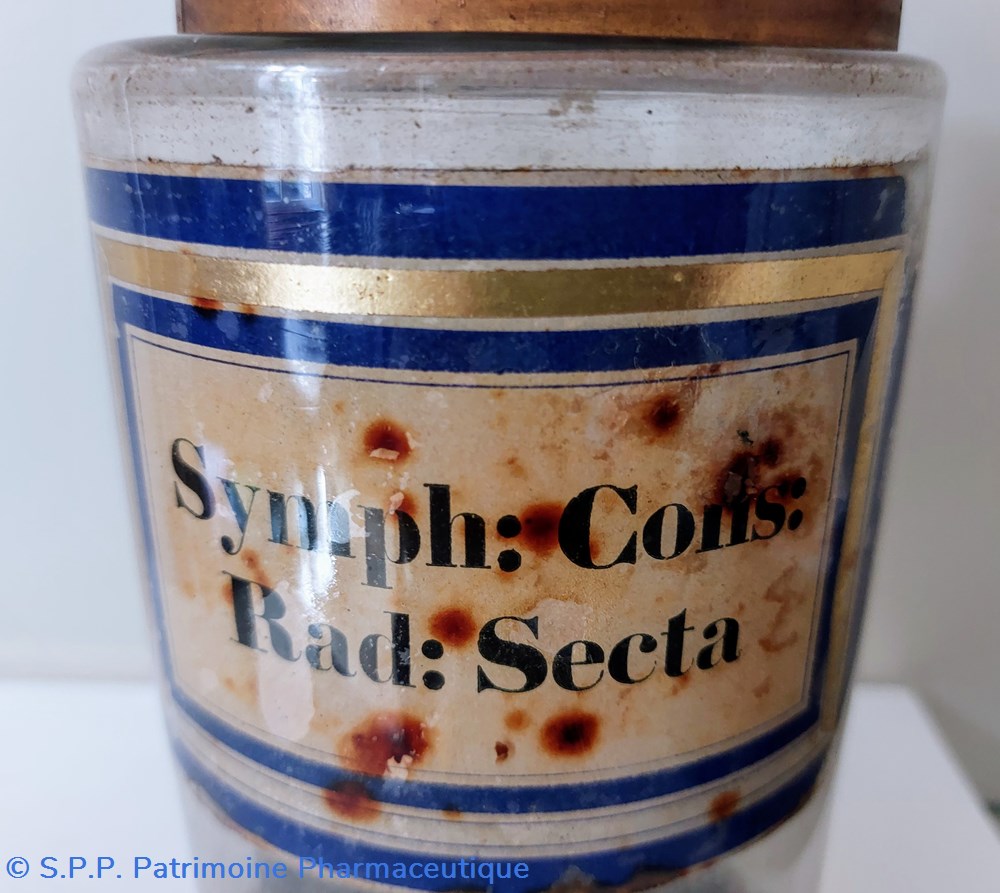 Symph: Cons:
Rad: Secta
© S.P.P. Patrimoine Pharmaceutique